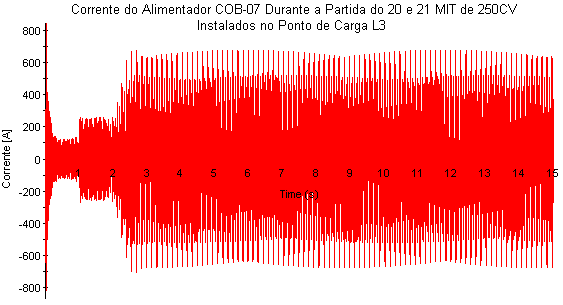 Corrente do Alimentador COB-07 Durante a Partida do 20 e 21 MIT de 250CV
Instalados no Ponto de Carga L3
800
600
400
200
0
-200
-400
-600
-800
Corrente [A]
1 2 3 4 5 6 7 8 9 10 11 12 13 14 15
Time (s)